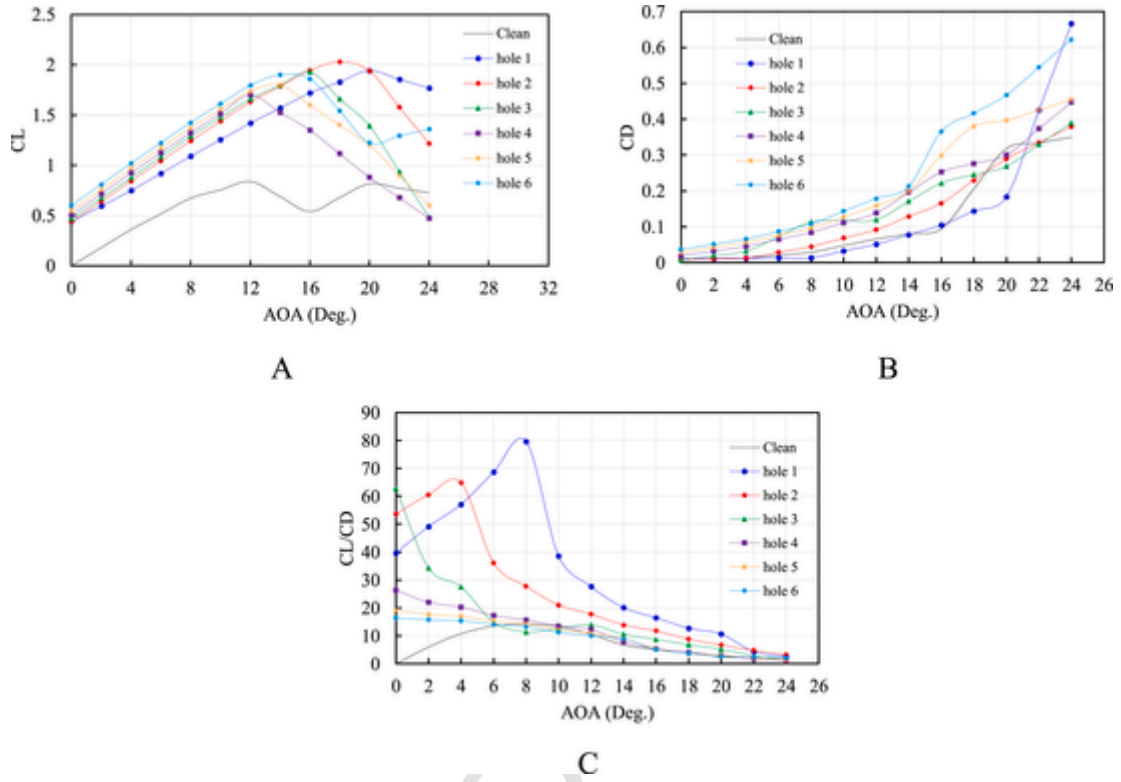 2.5
2
1.5
1
0.5
0
CL
0 4 8 12 16 20 24 28 32
AOA (Deg.)
Clean
hole 1
hole 2
hole 3
hole 4
hole 5
hole 6
A
0.7
0.6
0.5
0.4
0.3
0.2
0.1
0
CD
0 2 4 6 8 10 12 14 16 18 20 22 24 26
AOA (Deg.)
Clean
hole 1
hole 2
hole 3
hole 4
hole 5
hole 6
B
90
80
70
60
50
40
30
20
10
0
CL/CD
0 2 4 6 8 10 12 14 16 18 20 22 24 26
AOA (Deg.)
Clean
hole 1
hole 2
hole 3
hole 4
hole 5
hole 6
C